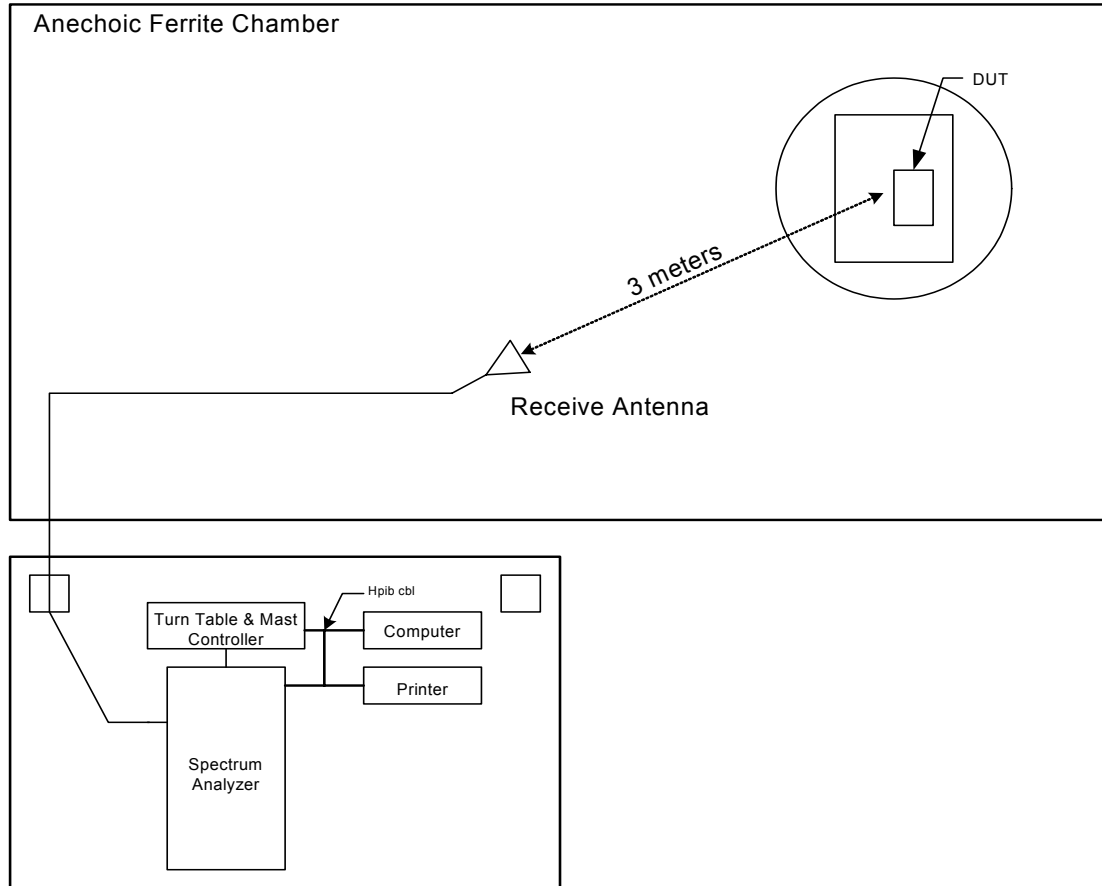 Anechoic Ferrite Chamber
DUT
3 meters
Receive Antenna
Hpib cbl
Turn Table & Mast
Controller
Computer
Printer
Spectrum
Analyzer